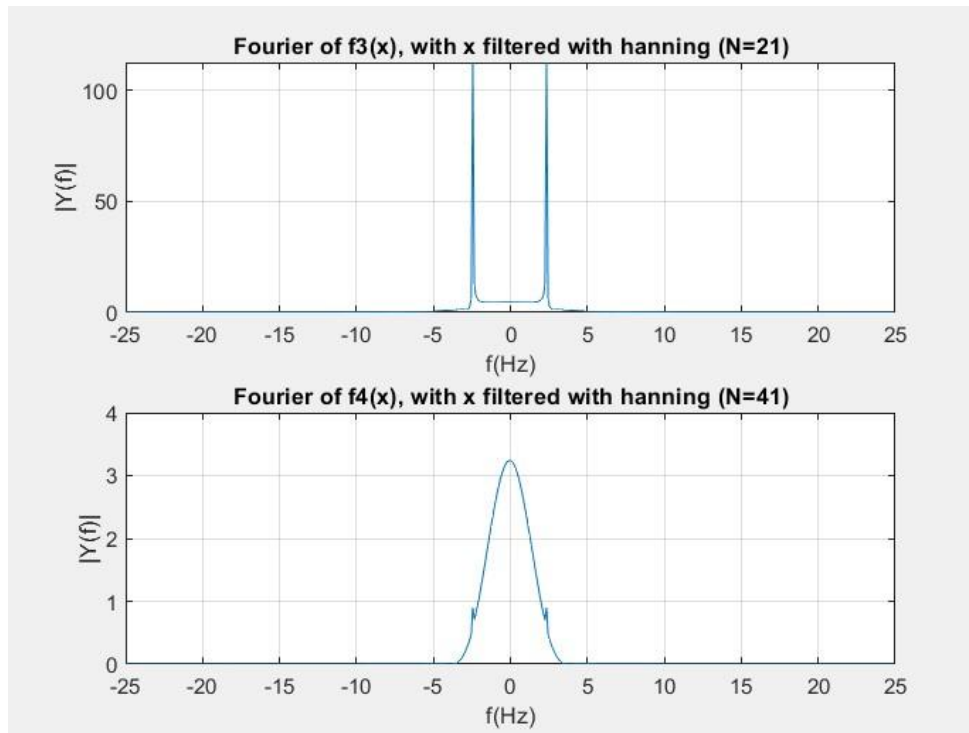 Fourier of f3(x), with x filtered with hanning (N=21)
100
50
0
|Y(f)|
-25 -20 -15 -10 -5 0 5 10 15 20 25
f(Hz)
Fourier of f4(x), with x filtered with hanning (N=41)
4
3
2
1
0
|Y(f)|
-25 -20 -15 -10 -5 0 5 10 15 20 25
f(Hz)